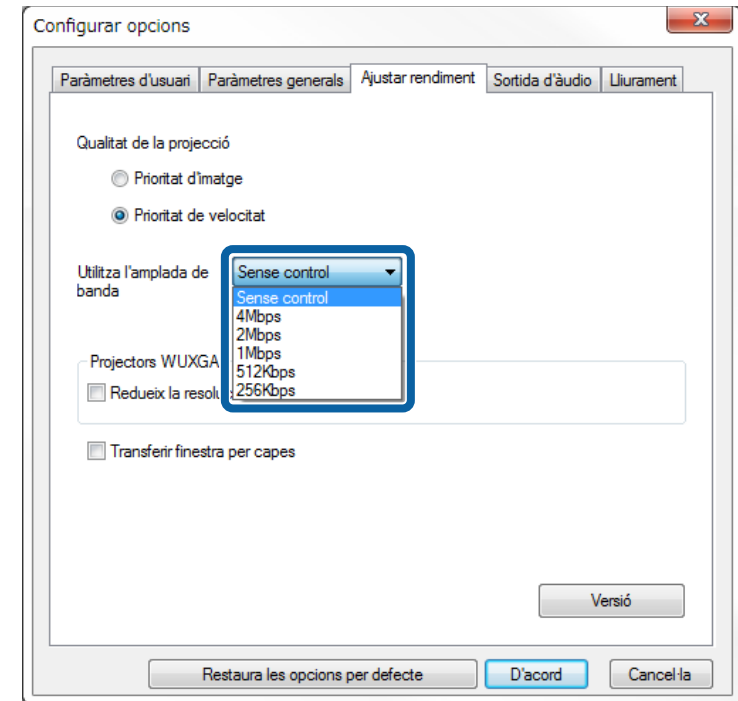 Configurar opcions
Paràmetres d'usuari Paràmetres generals Ajustar rendiment Sortida d'àudio Lliurament
Qualitat de la projecció
Prioritat d'imatge
Prioritat de velocitat
Utilitza l'amplada de
banda
Sense control
Sense control
4Mbps
2Mbps
1Mbps
512Kbps
256Kbps
Projectors WUXGA
Redueix la
Transferir finestra per capes
Versió
Restaura les opcions per defecte D'acord Cancel·la